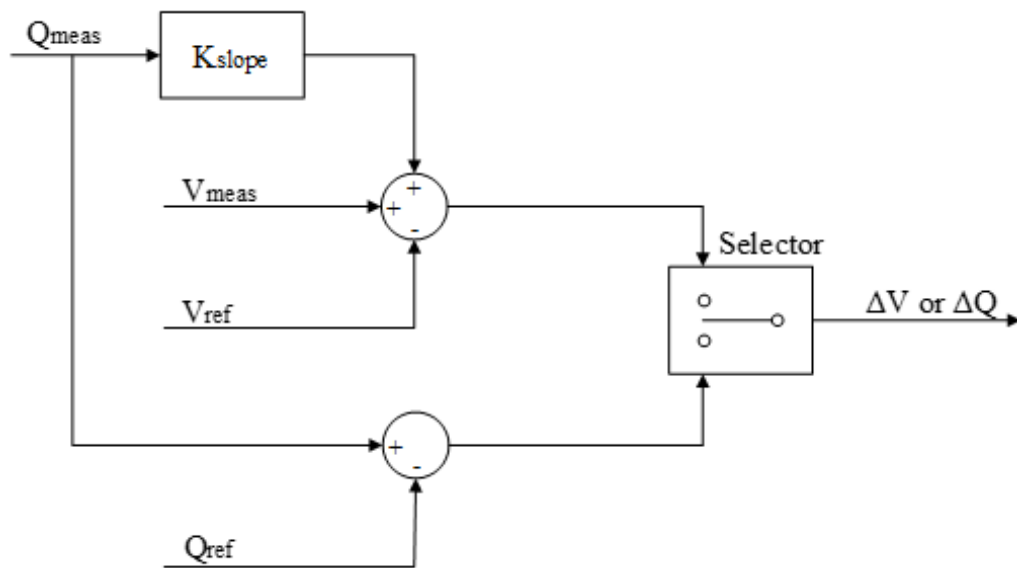 Qmeas
Kslope
+
Vmeas
+
-
Selector
Vref
ΔV or ΔQ
+
-
Qref